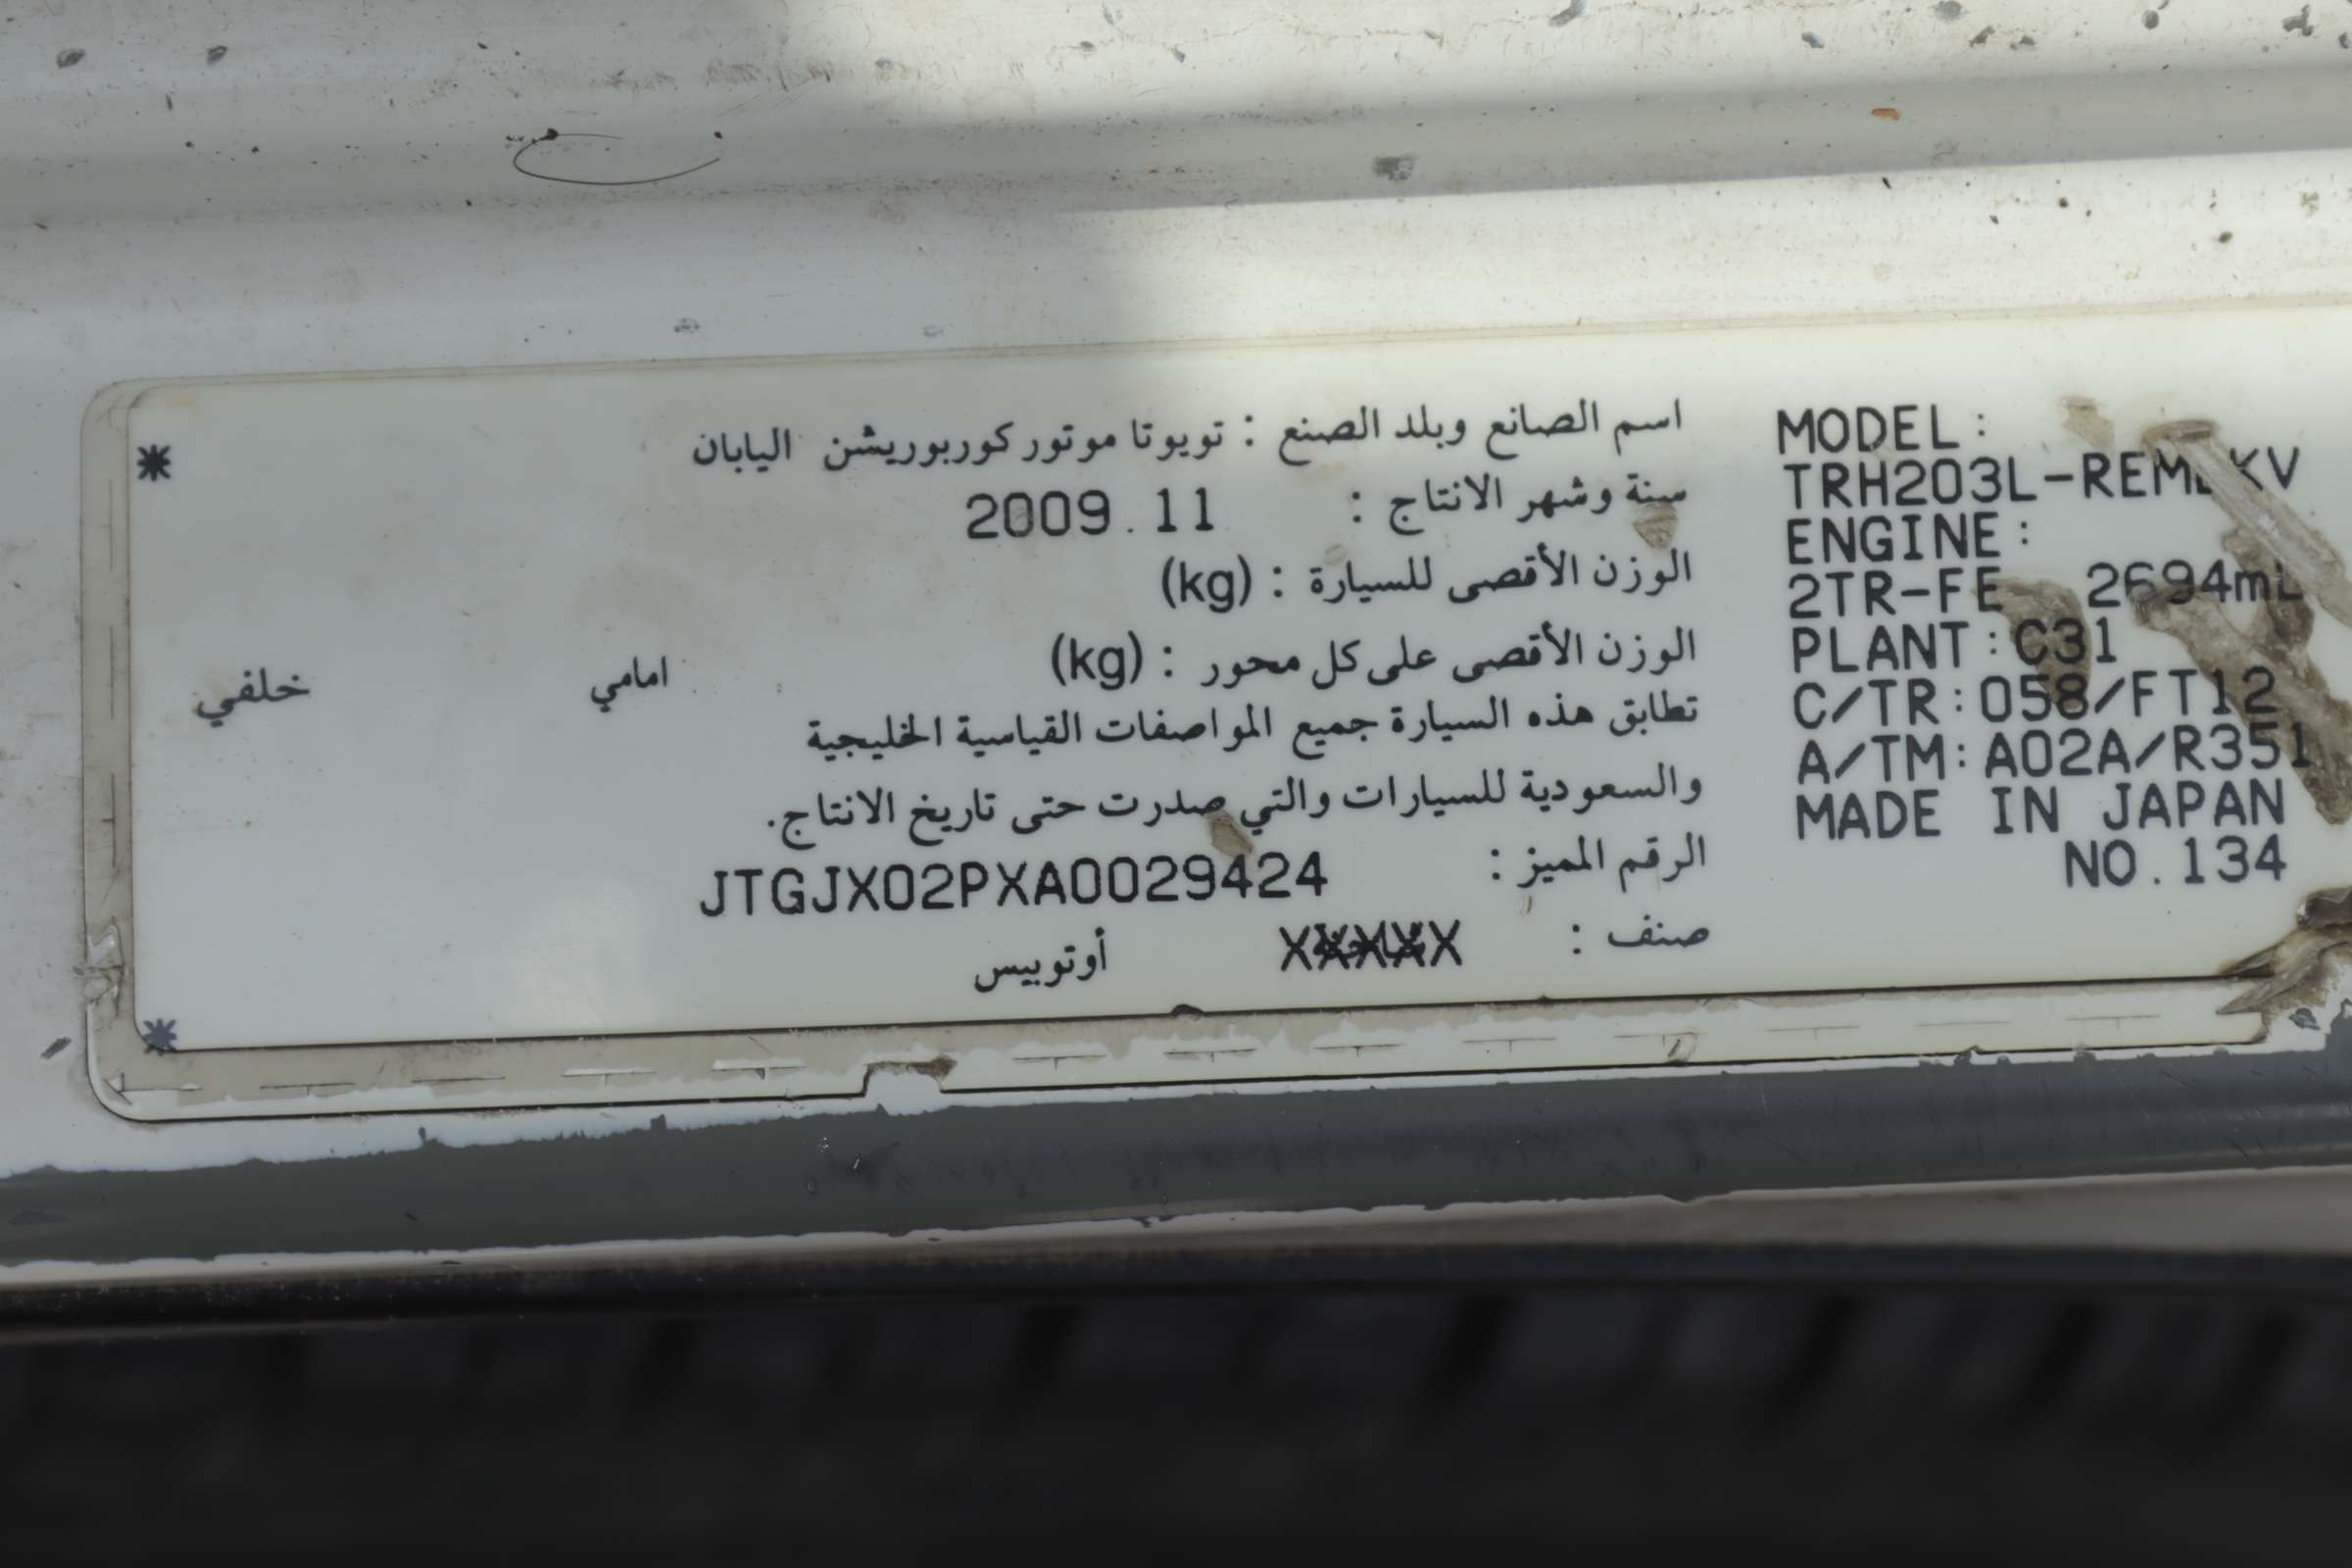 اسم الصانع وبلد الصنع : تويوتا موتور كوربوريشن اليابان
سنة وشهر الانتاج : 2009.11
الوزن الأقصى للسيارة : (kg)
الوزن الأقصى على كل محور : (kg) امامي خلفي
تطابق هذه السيارة جميع المواصفات القياسية الخليجية
والسعودية للسيارات والتي صدرت حتى تاريخ الانتاج.
الرقم المميز : JTGJX02PXA0029424
صنف : أوتوبيس
MODEL:
ENGINE:
2TR-FE 2694mL
PLANT:C31
C/TR:058/FT12
A/TM:A02A/R351
MADE IN JAPAN
NO.134